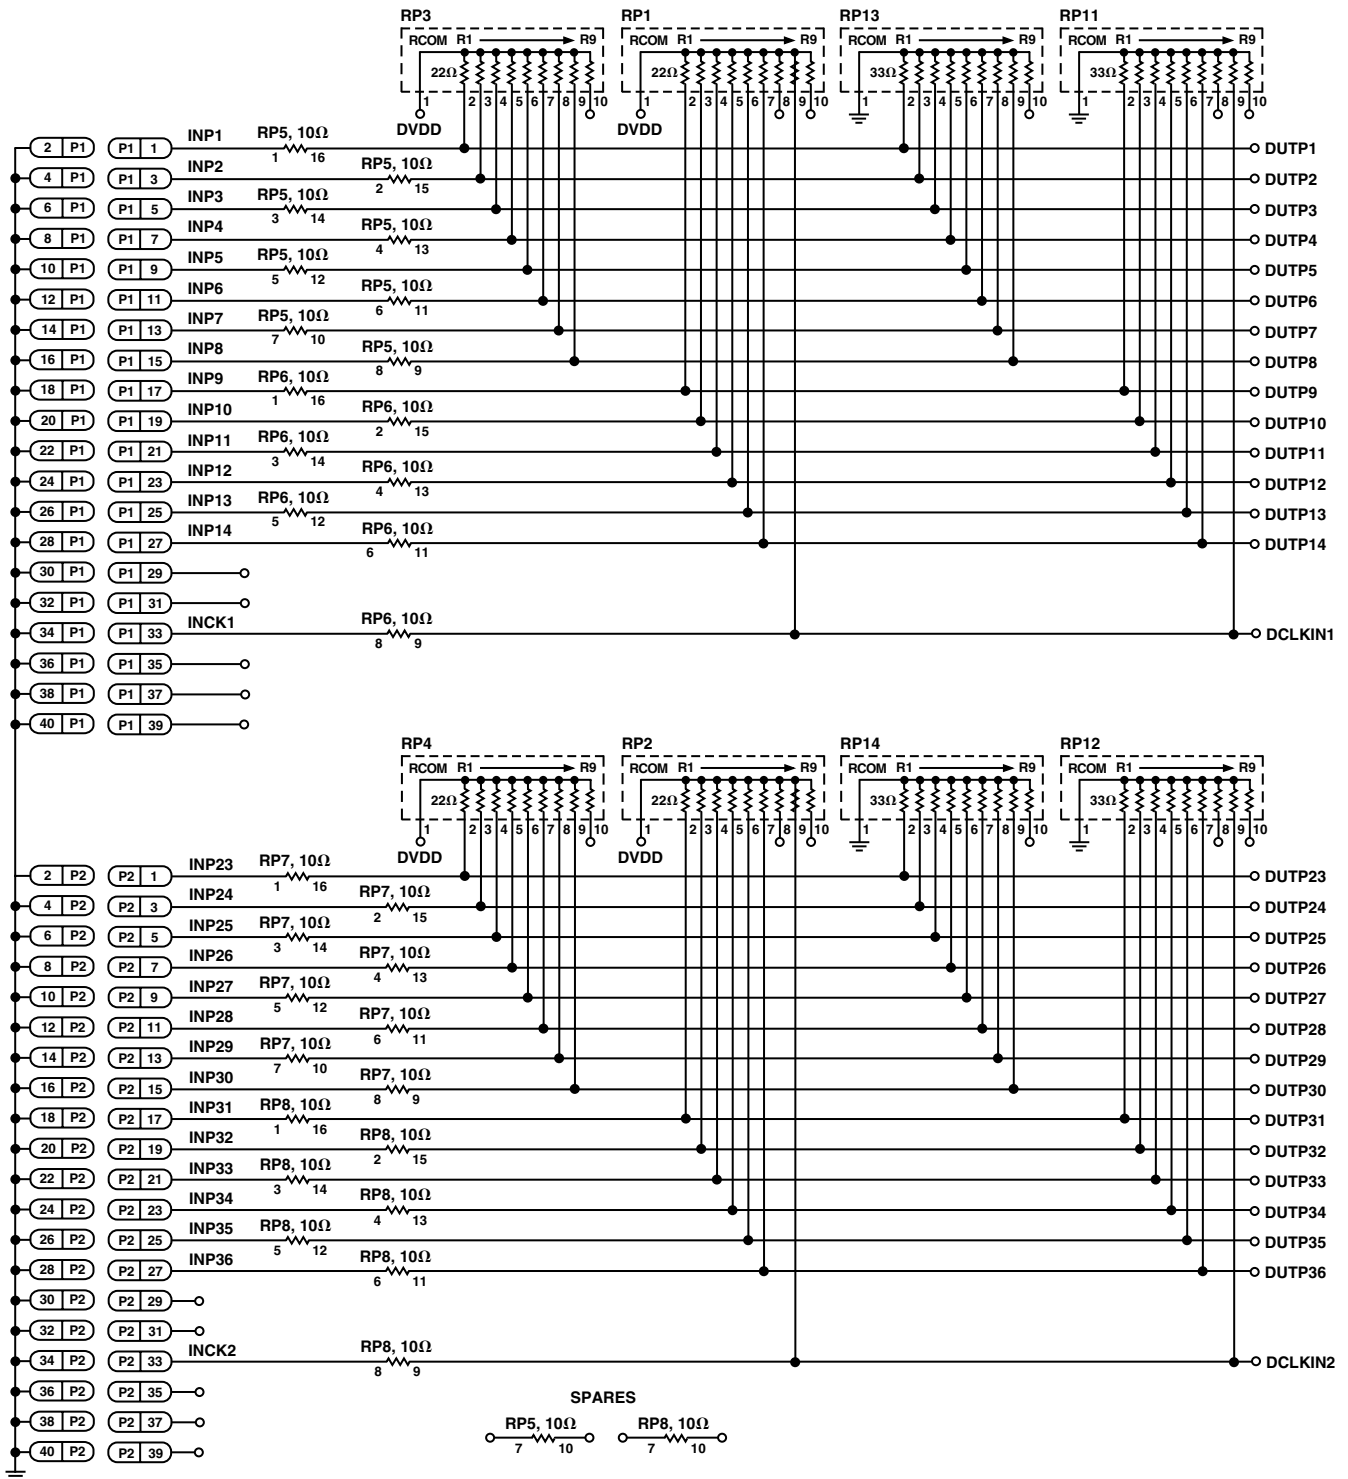 RP3 RP1 RP13 RP11
RCOM R1 R9 RCOM R1 R9 RCOM R1 R9 RCOM R1 R9
22Ω 22Ω 33Ω 33Ω
1 2 3 4 5 6 7 8 9 10 1 2 3 4 5 6 7 8 9 10 1 2 3 4 5 6 7 8 9 10 1 2 3 4 5 6 7 8 9 10
DVDD DVDD
2 P1 P1 1 INP1 RP5, 10Ω 1 16 DUTP1
4 P1 P1 3 INP2 RP5, 10Ω 2 15 DUTP2
6 P1 P1 5 INP3 RP5, 10Ω 3 14 DUTP3
8 P1 P1 7 INP4 RP5, 10Ω 4 13 DUTP4
10 P1 P1 9 INP5 RP5, 10Ω 5 12 DUTP5
12 P1 P1 11 INP6 RP5, 10Ω 6 11 DUTP6
14 P1 P1 13 INP7 RP5, 10Ω 7 10 DUTP7
16 P1 P1 15 INP8 RP5, 10Ω 8 9 DUTP8
18 P1 P1 17 INP9 RP6, 10Ω 1 16 DUTP9
20 P1 P1 19 INP10 RP6, 10Ω 2 15 DUTP10
22 P1 P1 21 INP11 RP6, 10Ω 3 14 DUTP11
24 P1 P1 23 INP12 RP6, 10Ω 4 13 DUTP12
26 P1 P1 25 INP13 RP6, 10Ω 5 12 DUTP13
28 P1 P1 27 INP14 RP6, 10Ω 6 11 DUTP14
30 P1 P1 29
32 P1 P1 31
34 P1 P1 33 INCK1 RP6, 10Ω 8 9 DCLKIN1
36 P1 P1 35
38 P1 P1 37
40 P1 P1 39
RP4 RP2 RP14 RP12
RCOM R1 R9 RCOM R1 R9 RCOM R1 R9 RCOM R1 R9
22Ω 22Ω 33Ω 33Ω
1 2 3 4 5 6 7 8 9 10 1 2 3 4 5 6 7 8 9 10 1 2 3 4 5 6 7 8 9 10 1 2 3 4 5 6 7 8 9 10
DVDD DVDD
2 P2 P2 1 INP23 RP7, 10Ω 1 16 DUTP23
4 P2 P2 3 INP24 RP7, 10Ω 2 15 DUTP24
6 P2 P2 5 INP25 RP7, 10Ω 3 14 DUTP25
8 P2 P2 7 INP26 RP7, 10Ω 4 13 DUTP26
10 P2 P2 9 INP27 RP7, 10Ω 5 12 DUTP27
12 P2 P2 11 INP28 RP7, 10Ω 6 11 DUTP28
14 P2 P2 13 INP29 RP7, 10Ω 7 10 DUTP29
16 P2 P2 15 INP30 RP7, 10Ω 8 9 DUTP30
18 P2 P2 17 INP31 RP8, 10Ω 1 16 DUTP31
20 P2 P2 19 INP32 RP8, 10Ω 2 15 DUTP32
22 P2 P2 21 INP33 RP8, 10Ω 3 14 DUTP33
24 P2 P2 23 INP34 RP8, 10Ω 4 13 DUTP34
26 P2 P2 25 INP35 RP8, 10Ω 5 12 DUTP35
28 P2 P2 27 INP36 RP8, 10Ω 6 11 DUTP36
30 P2 P2 29
32 P2 P2 31
34 P2 P2 33 INCK2 RP8, 10Ω 8 9 DCLKIN2
36 P2 P2 35
38 P2 P2 37
40 P2 P2 39
SPARES
RP5, 10Ω RP8, 10Ω
7 10 7 10